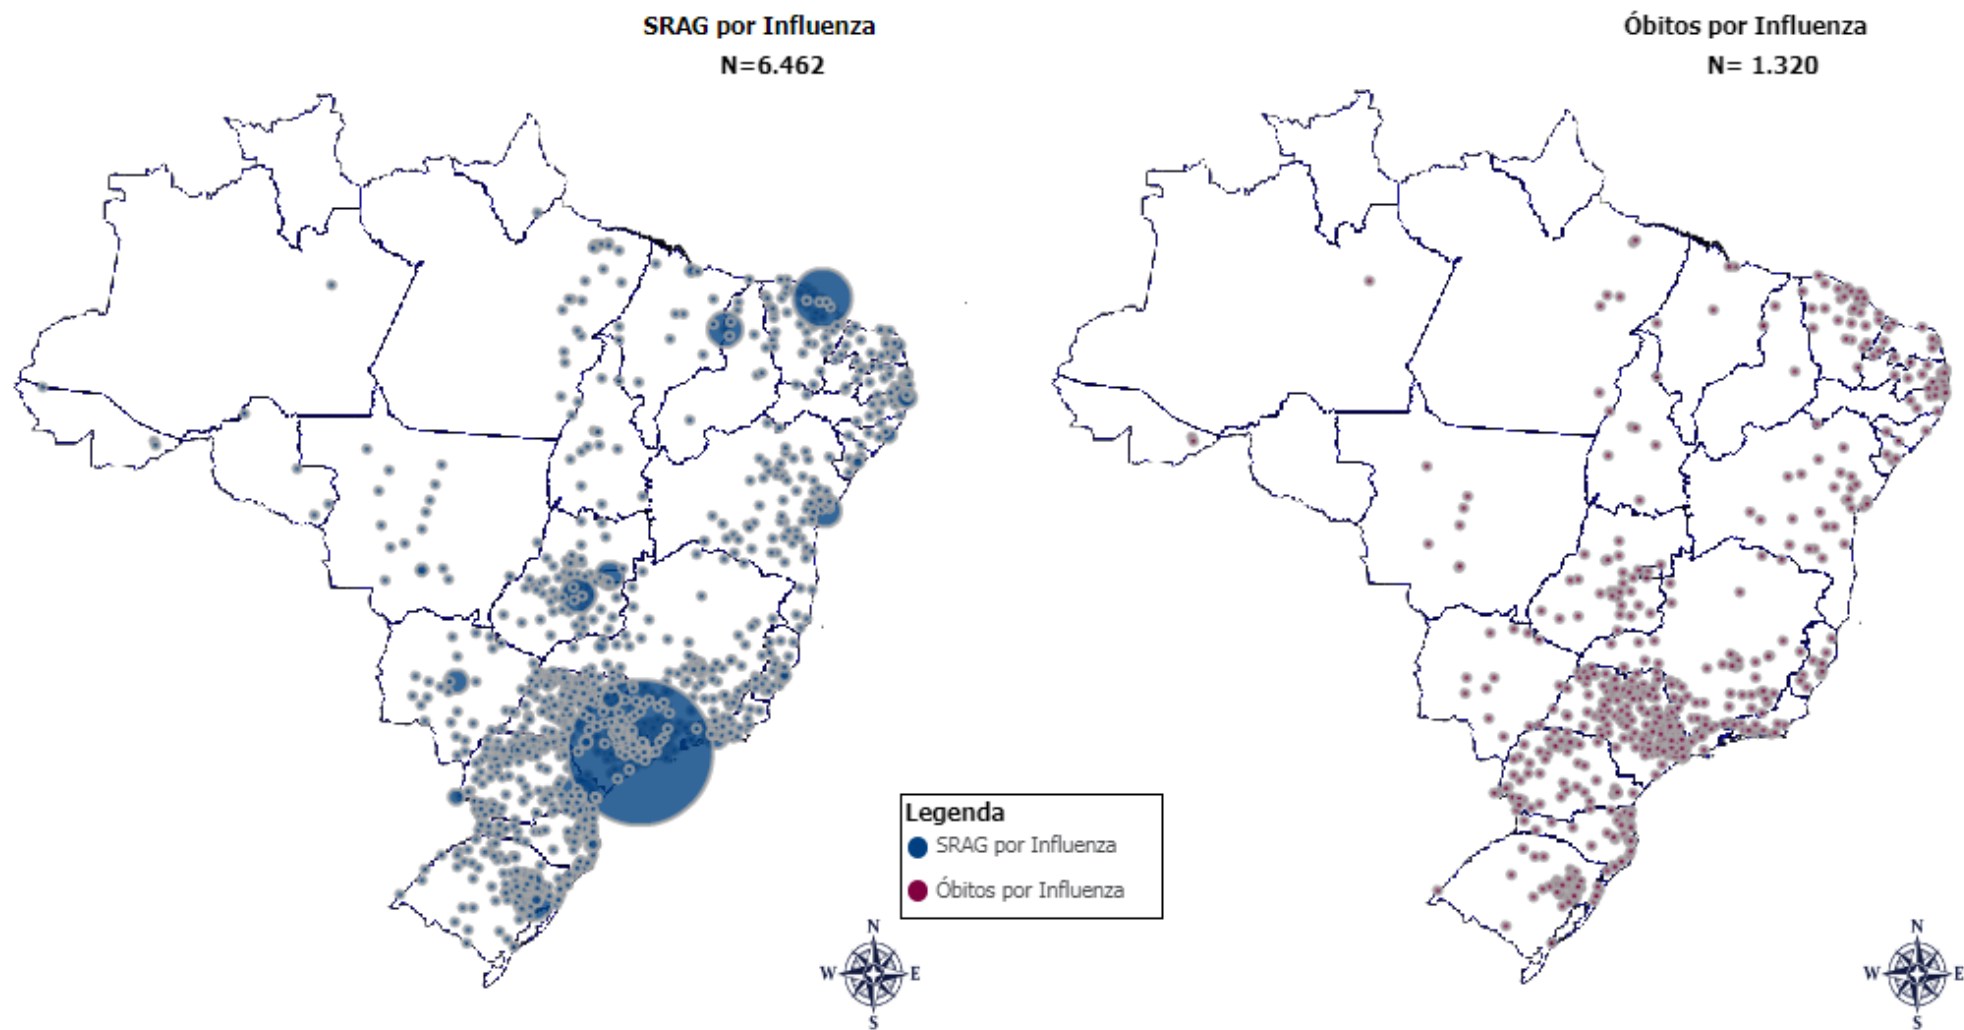 SRAG por Influenza
N=6.462
Óbitos por Influenza
N= 1.320
Legenda
SRAG por Influenza
Óbitos por Influenza
N
W E
S
N
W E
S